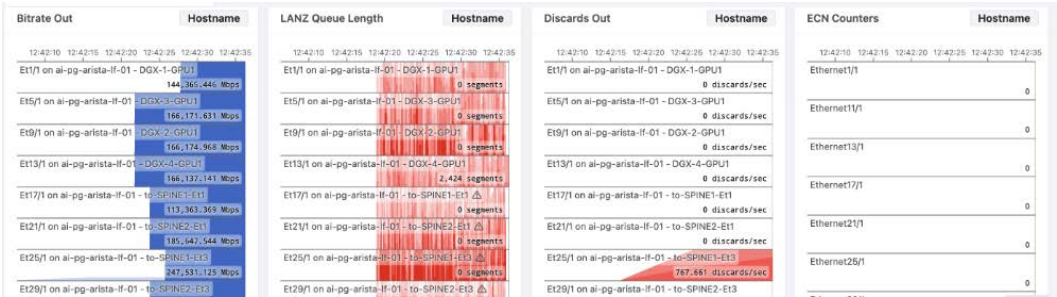 Bitrate Out
Hostname
12:42:10 12:42:15 12:42:20 12:42:25 12:42:30 12:42:35
Et1/1 on ai-pg-arista-lf-01 - DGX-1-GPU1
144,365.446 Mbps
Et5/1 on ai-pg-arista-lf-01 - DGX-3-GPU1
166,171.631 Mbps
Et9/1 on ai-pg-arista-lf-01 - DGX-2-GPU1
166,174.968 Mbps
Et13/1 on ai-pg-arista-lf-01 - DGX-4-GPU1
166,137.141 Mbps
Et17/1 on ai-pg-arista-lf-01 - to-SPINE1-Et1
113,363.369 Mbps
Et21/1 on ai-pg-arista-lf-01 - to-SPINE2-Et1
185,647.544 Mbps
Et25/1 on ai-pg-arista-lf-01 - to-SPINE1-Et3
247,531.125 Mbps
Et29/1 on ai-pg-arista-lf-01 - to-SPINE2-Et3
LANZ Queue Length
Hostname
12:42:10 12:42:15 12:42:20 12:42:25 12:42:30 12:42:35
Et1/1 on ai-pg-arista-lf-01 - DGX-1-GPU1
0 segments
Et5/1 on ai-pg-arista-lf-01 - DGX-3-GPU1
0 segments
Et9/1 on ai-pg-arista-lf-01 - DGX-2-GPU1
0 segments
Et13/1 on ai-pg-arista-lf-01 - DGX-4-GPU1
2,424 segments
Et17/1 on ai-pg-arista-lf-01 - to-SPINE1-Et1
0 segments
Et21/1 on ai-pg-arista-lf-01 - to-SPINE2-Et1
0 segments
Et25/1 on ai-pg-arista-lf-01 - to-SPINE1-Et3
0 segments
Et29/1 on ai-pg-arista-lf-01 - to-SPINE2-Et3
Discards Out
Hostname
12:42:10 12:42:15 12:42:20 12:42:25 12:42:30 12:42:35
Et1/1 on ai-pg-arista-lf-01 - DGX-1-GPU1
0 discards/sec
Et5/1 on ai-pg-arista-lf-01 - DGX-3-GPU1
0 discards/sec
Et9/1 on ai-pg-arista-lf-01 - DGX-2-GPU1
0 discards/sec
Et13/1 on ai-pg-arista-lf-01 - DGX-4-GPU1
0 discards/sec
Et17/1 on ai-pg-arista-lf-01 - to-SPINE1-Et1
0 discards/sec
Et21/1 on ai-pg-arista-lf-01 - to-SPINE2-Et1
0 discards/sec
Et25/1 on ai-pg-arista-lf-01 - to-SPINE1-Et3
767.661 discards/sec
Et29/1 on ai-pg-arista-lf-01 - to-SPINE2-Et3
ECN Counters
Hostname
12:42:10 12:42:15 12:42:20 12:42:25 12:42:30 12:42:35
Ethernet1/1
0
Ethernet11/1
0
Ethernet13/1
0
Ethernet17/1
0
Ethernet21/1
0
Ethernet25/1
0